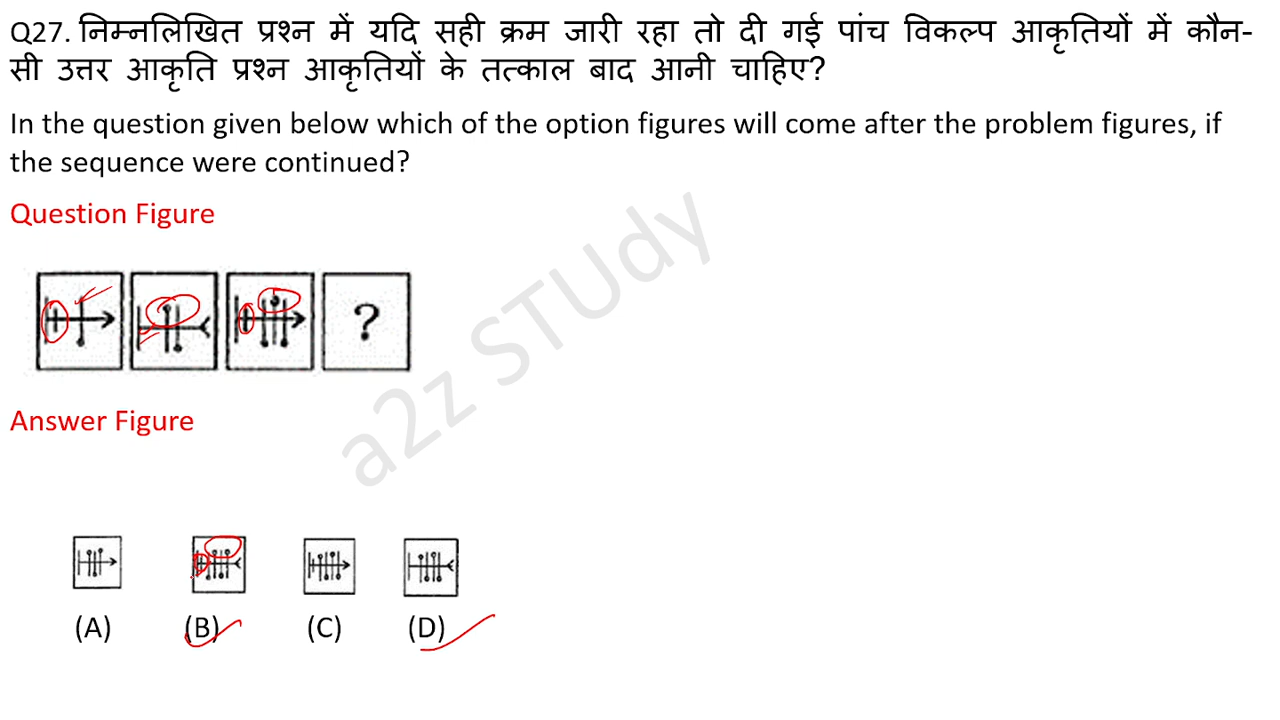 Q27. निम्नलिखित प्रश्न में यदि सही क्रम जारी रहा तो दी गई पांच विकल्प आकृतियों में कौन-
सी उत्तर आकृति प्रश्न आकृतियों के तत्काल बाद आनी चाहिए?
In the question given below which of the option figures will come after the problem figures, if
the sequence were continued?
Question Figure
?
Answer Figure
(A) (B) (C) (D)
a2z STUdy